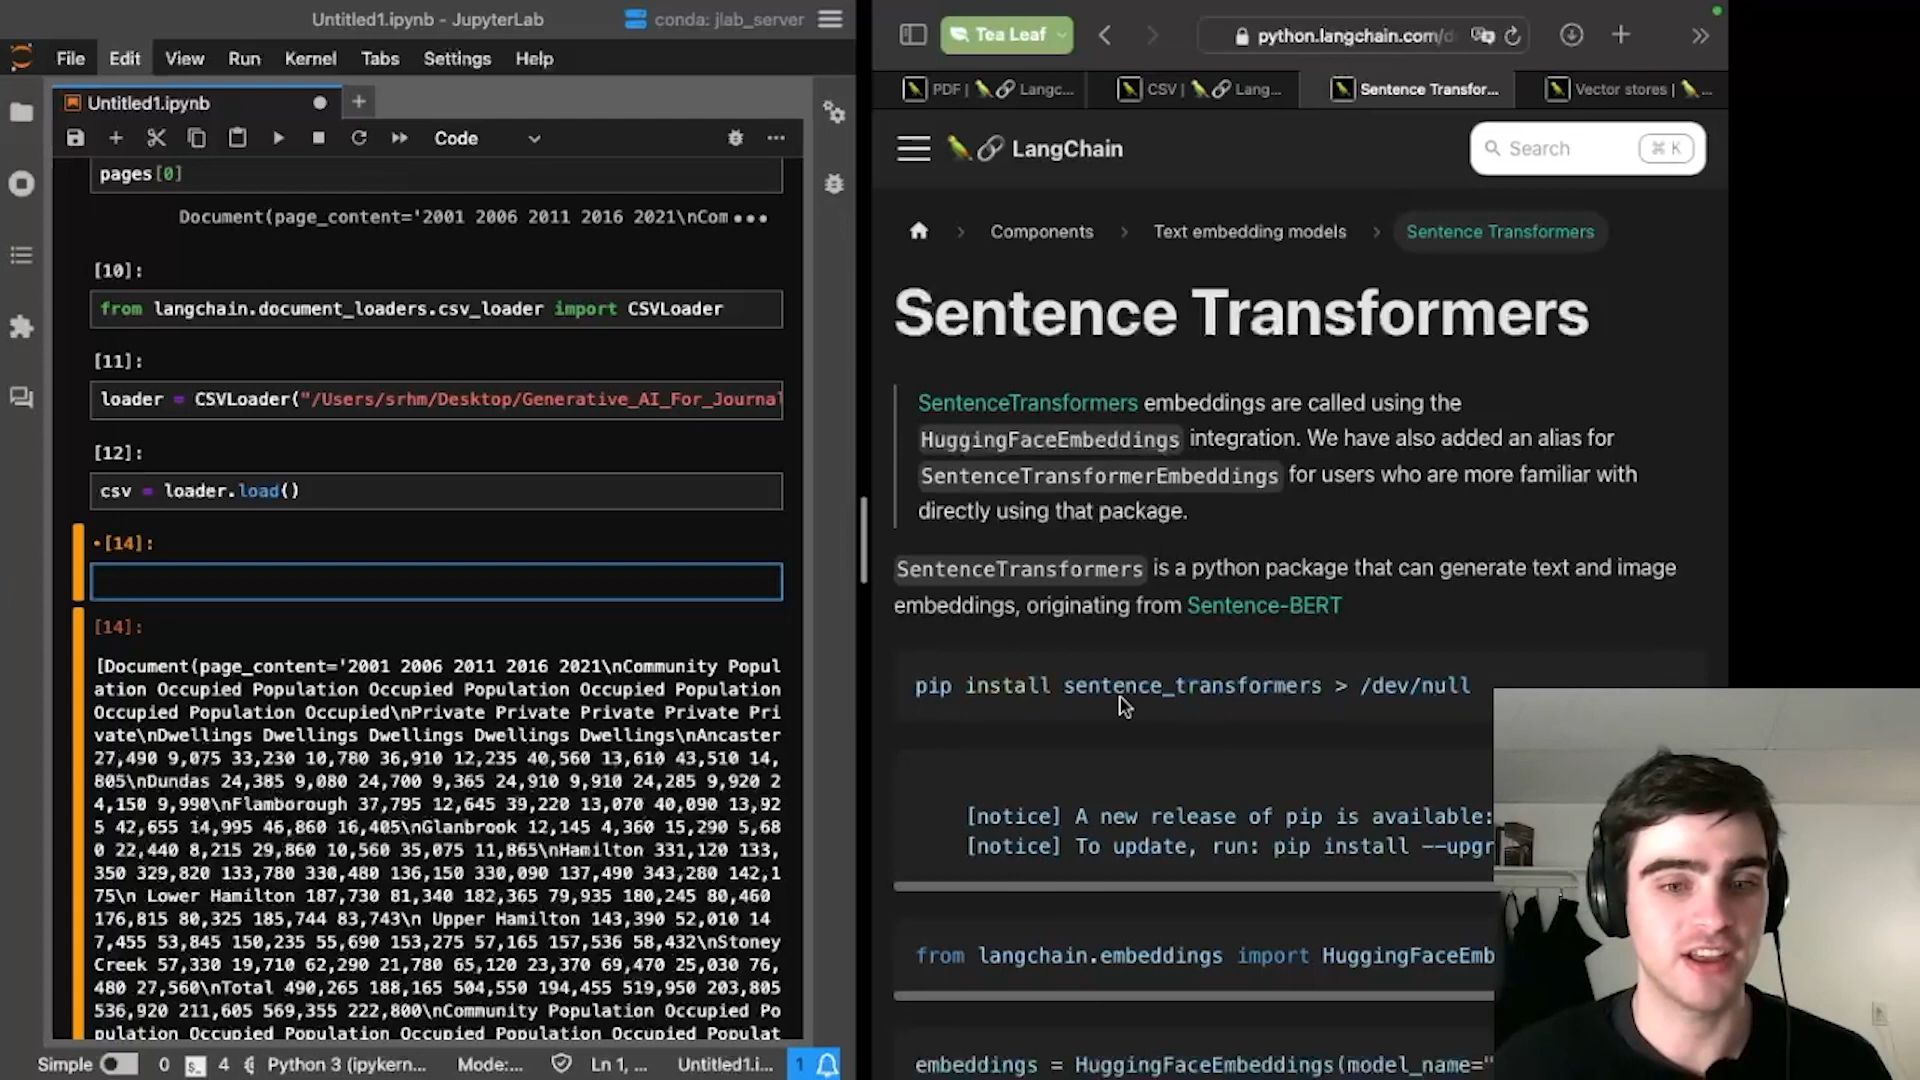 Untitled1.ipynb - JupyterLab
conda: jlab_server
File Edit View Run Kernel Tabs Settings Help
Untitled1.ipynb
Code
pages[0]
Document(page_content='2001 2006 2011 2016 2021\nCom
[10]:
from langchain.document_loaders.csv_loader import CSVLoader
[11]:
loader = CSVLoader("/Users/srhm/Desktop/Generative_AI_For_Journal
[12]:
csv = loader.load()
[14]:
[14]:
[Document(page_content='2001 2006 2011 2016 2021\nCommunity Popul
ation Occupied Population Occupied Population Occupied Population
Occupied Population Occupied\nPrivate Private Private Private Pri
vate\nDwellings Dwellings Dwellings Dwellings Dwellings\nAncaster
27,490 9,075 33,230 10,780 36,910 12,235 40,560 13,610 43,510 14,
805\nDundas 24,385 9,080 24,700 9,365 24,910 9,910 24,285 9,920 2
4,150 9,990\nFlamborough 37,795 12,645 39,220 13,070 40,090 13,92
5 42,655 14,995 46,860 16,405\nGlanbrook 12,145 4,360 15,290 5,68
0 22,440 8,215 29,860 10,560 35,075 11,865\nHamilton 331,120 133,
350 329,820 133,780 330,480 136,150 330,090 137,490 343,280 142,1
75\n Lower Hamilton 187,730 81,340 182,365 79,935 180,245 80,460
176,815 80,325 185,744 83,743\n Upper Hamilton 143,390 52,010 14
7,455 53,845 150,235 55,690 153,275 57,165 157,536 58,432\nStoney
Creek 57,330 19,710 62,290 21,780 65,120 23,370 69,470 25,030 76,
480 27,560\nTotal 490,265 188,165 504,550 194,455 519,950 203,805
536,920 211,605 569,355 222,800\nCommunity Population Occupied Po
pulation Occupied Population Occupied Population Occupied Populat
Simple 0 4 Python 3 (ipykern... Mode:... Ln 1, ... Untitled1.i... 1
Tea Leaf
python.langchain.com/d
PDF | Langc...
CSV | Lang...
Sentence Transfor...
Vector stores | ...
LangChain
Search ⌘ K
Components > Text embedding models > Sentence Transformers
Sentence Transformers
SentenceTransformers embeddings are called using the
HuggingFaceEmbeddings integration. We have also added an alias for
SentenceTransformerEmbeddings for users who are more familiar with
directly using that package.
SentenceTransformers is a python package that can generate text and image
embeddings, originating from Sentence-BERT
pip install sentence_transformers > /dev/null
[notice] A new release of pip is available:
[notice] To update, run: pip install --upgr
from langchain.embeddings import HuggingFaceEmb
embeddings = HuggingFaceEmbeddings(model_name="